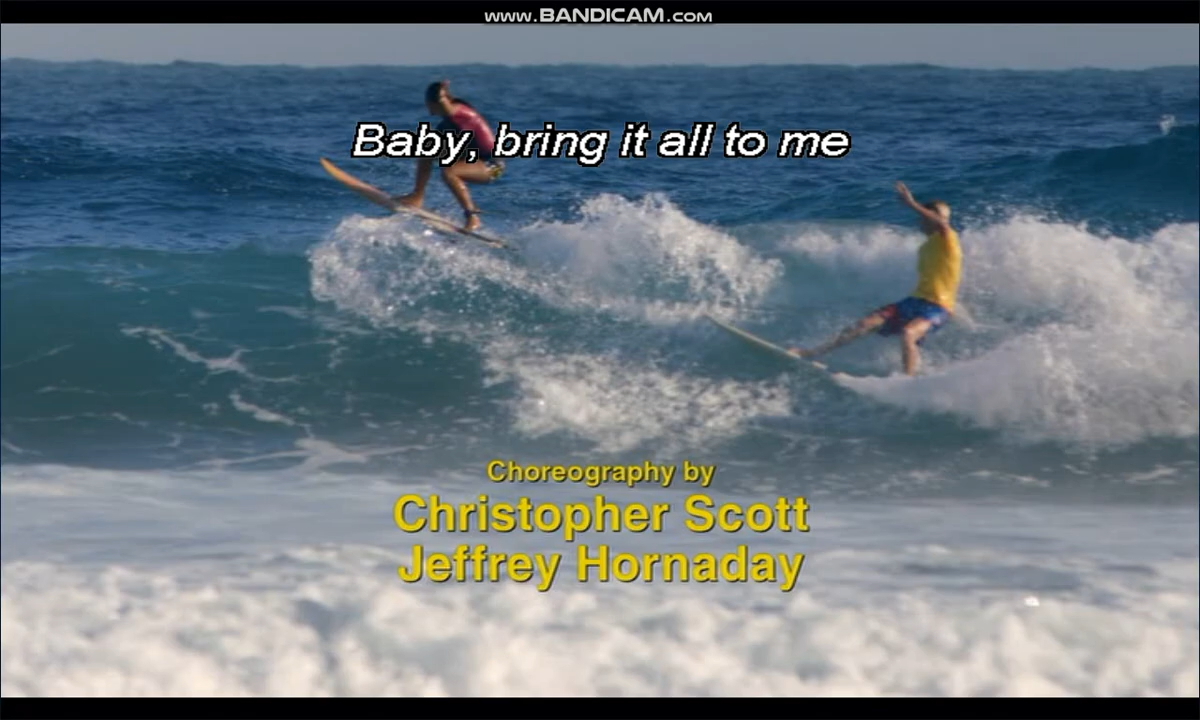 www.BANDICAM.com
Baby, bring it all to me
Choreography by
Christopher Scott
Jeffrey Hornaday